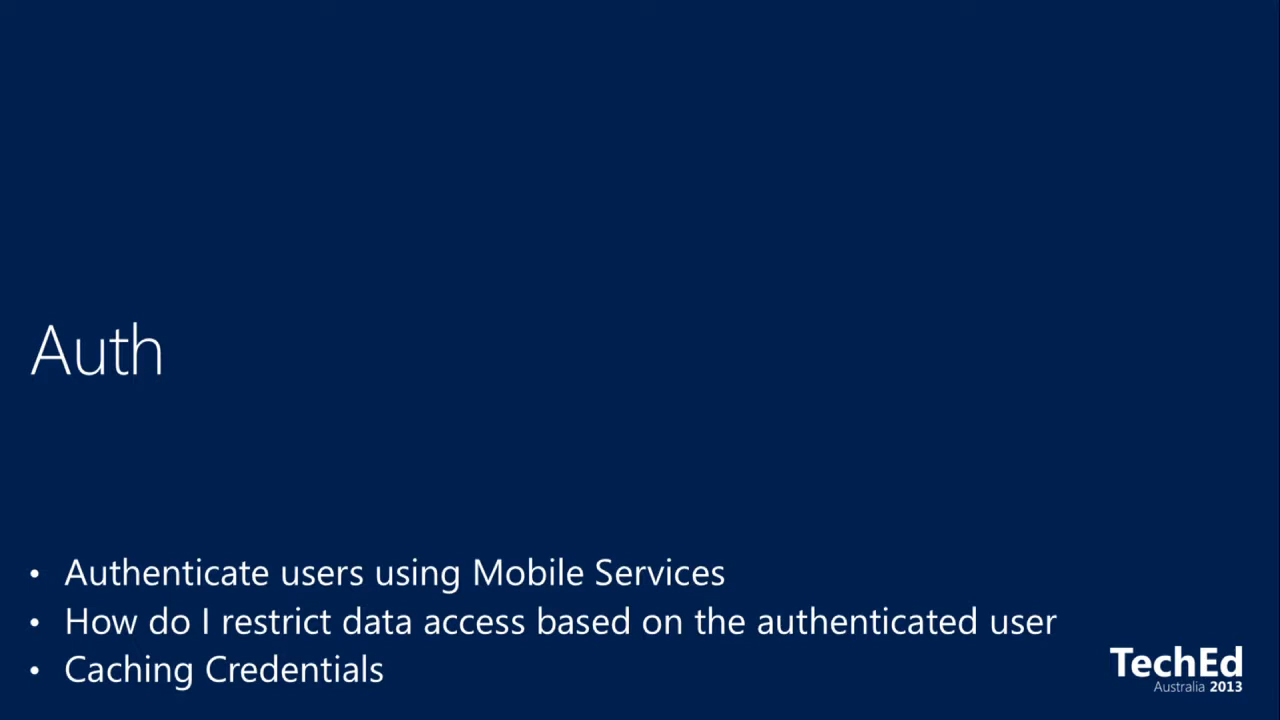 Auth
• Authenticate users using Mobile Services
• How do I restrict data access based on the authenticated user
• Caching Credentials
TechEd
Australia 2013